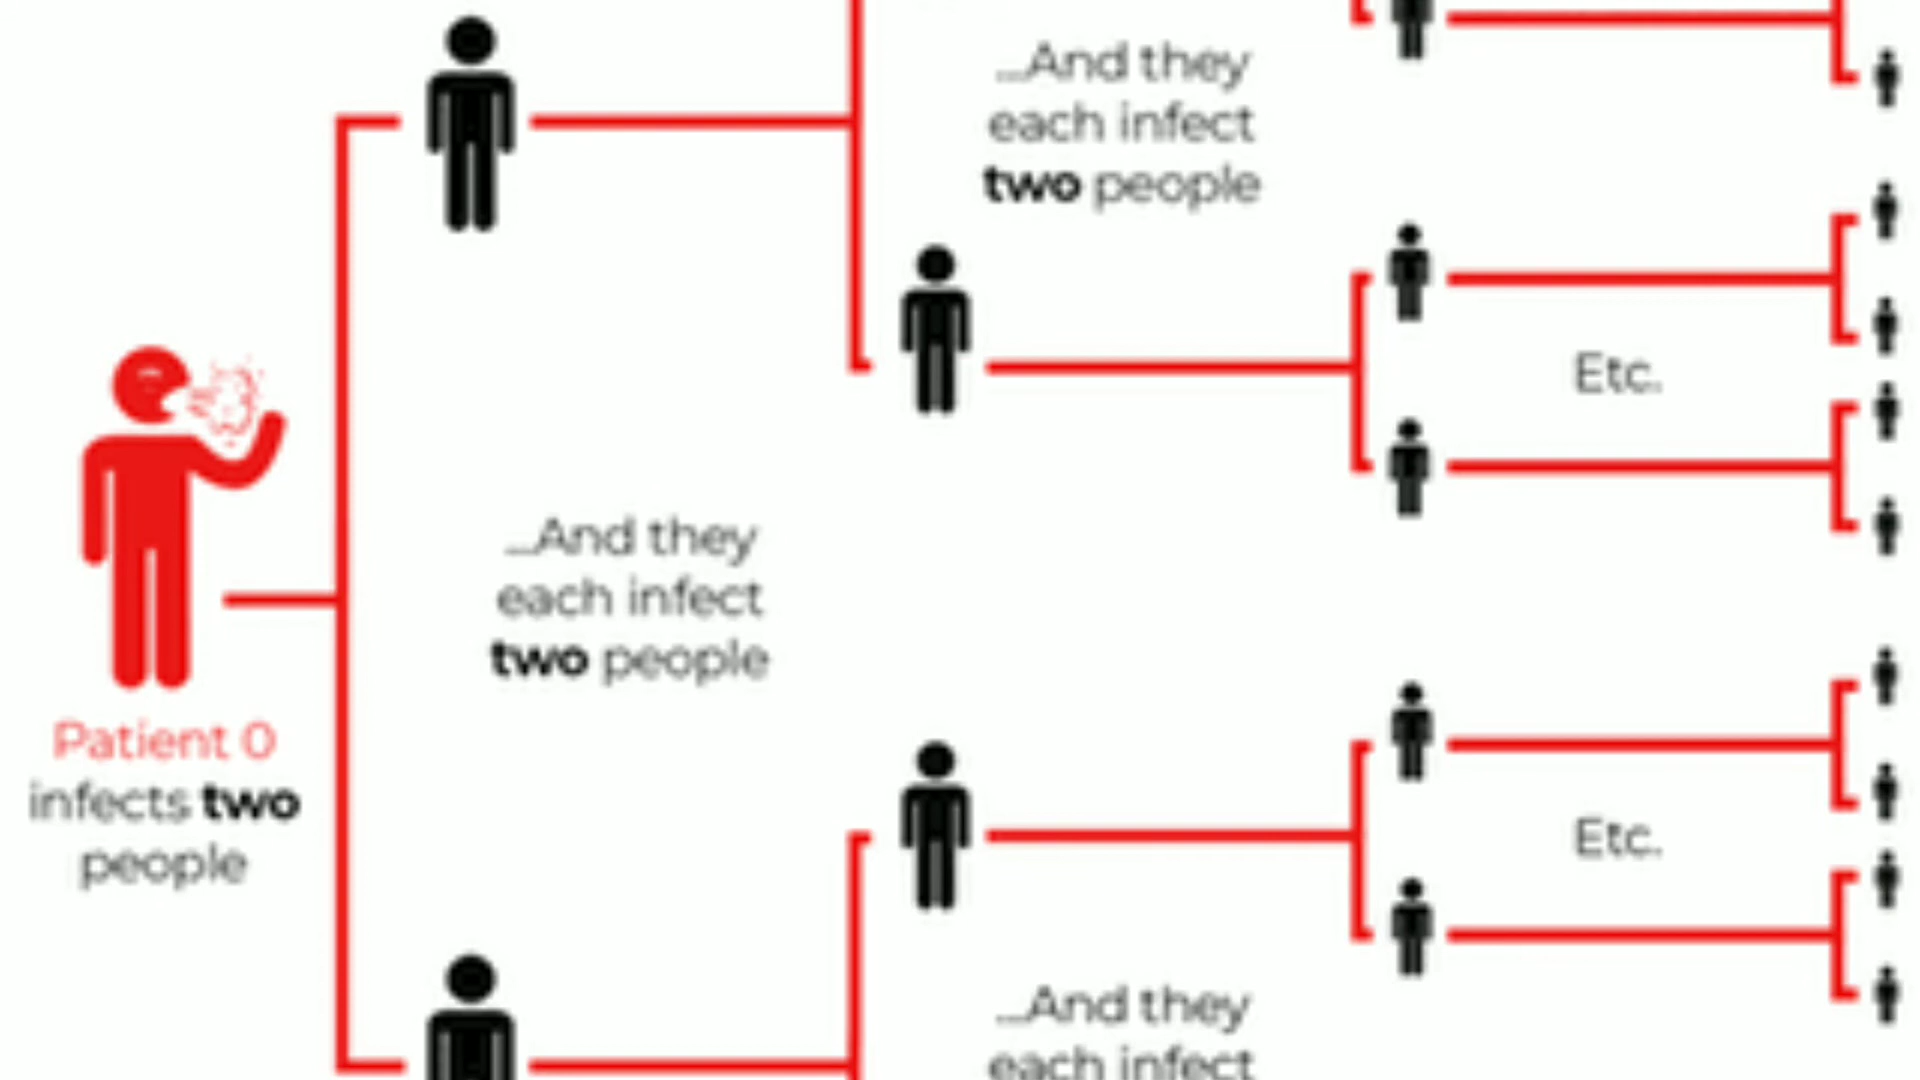 ...And they
each infect
two people
Etc.
...And they
each infect
two people
Patient 0
infects two
people
Etc.
...And they
each infect